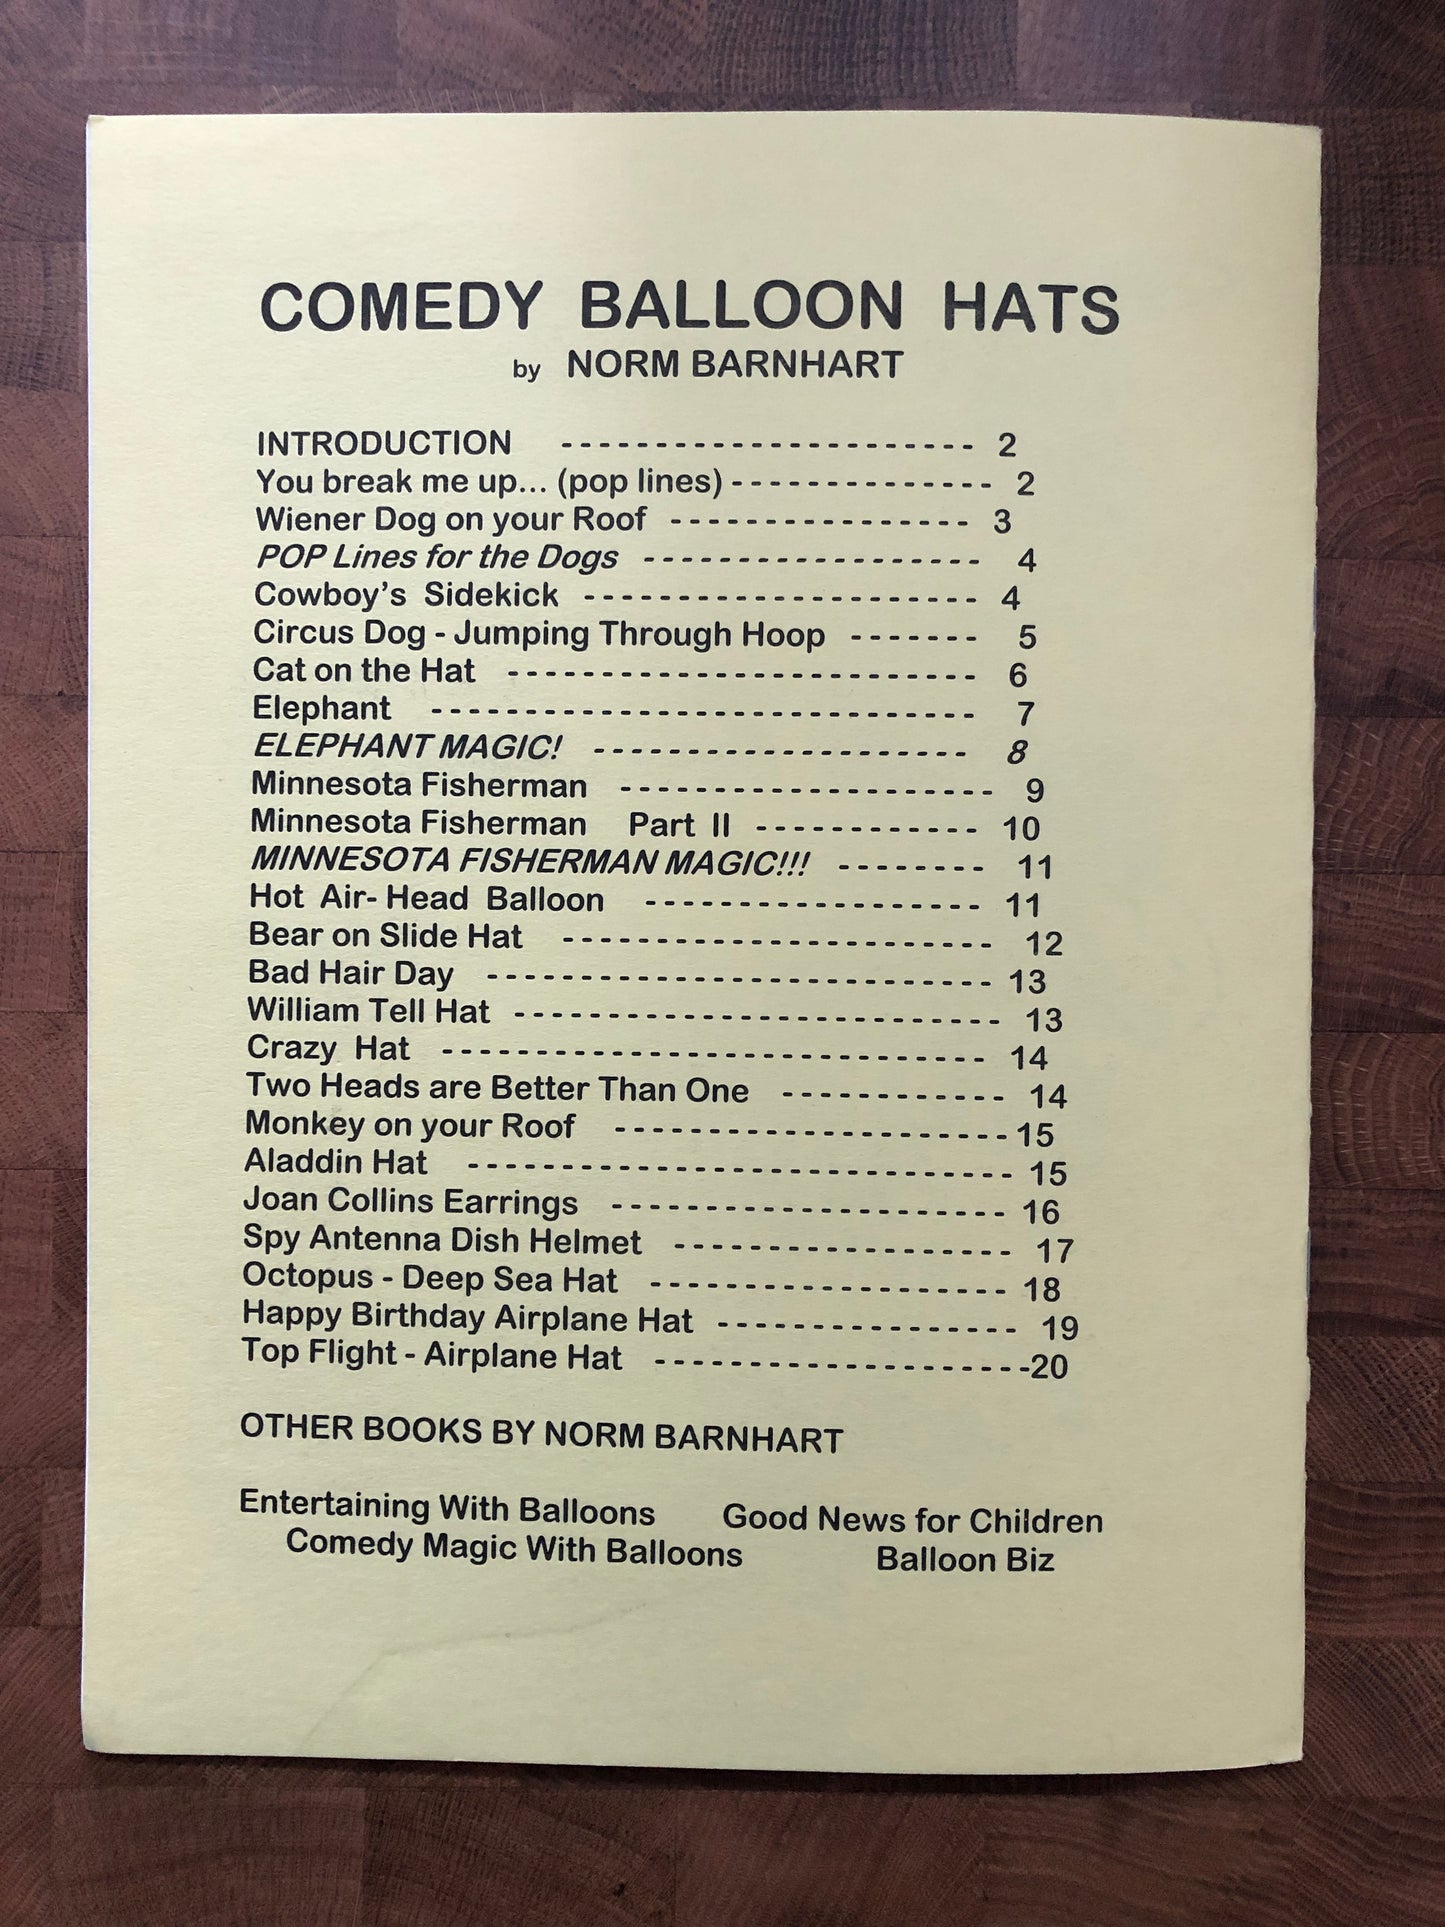 COMEDY BALLOON HATS
by NORM BARNHART
INTRODUCTION ---------------------- 2
You break me up... (pop lines) -------------- 2
Wiener Dog on your Roof ---------------- 3
POP Lines for the Dogs ------------------ 4
Cowboy's Sidekick --------------------- 4
Circus Dog - Jumping Through Hoop ------- 5
Cat on the Hat ------------------------- 6
Elephant ----------------------------- 7
ELEPHANT MAGIC! -------------------- 8
Minnesota Fisherman -------------------- 9
Minnesota Fisherman Part II ------------ 10
MINNESOTA FISHERMAN MAGIC!!! -------- 11
Hot Air- Head Balloon ------------------ 11
Bear on Slide Hat ----------------------- 12
Bad Hair Day --------------------------- 13
William Tell Hat -------------------------- 13
Crazy Hat ----------------------------- 14
Two Heads are Better Than One ------------ 14
Monkey on your Roof --------------------- 15
Aladdin Hat ----------------------------- 15
Joan Collins Earrings --------------------- 16
Spy Antenna Dish Helmet ------------------ 17
Octopus - Deep Sea Hat ------------------- 18
Happy Birthday Airplane Hat ---------------- 19
Top Flight - Airplane Hat --------------------20
OTHER BOOKS BY NORM BARNHART
Entertaining With Balloons Good News for Children
Comedy Magic With Balloons Balloon Biz